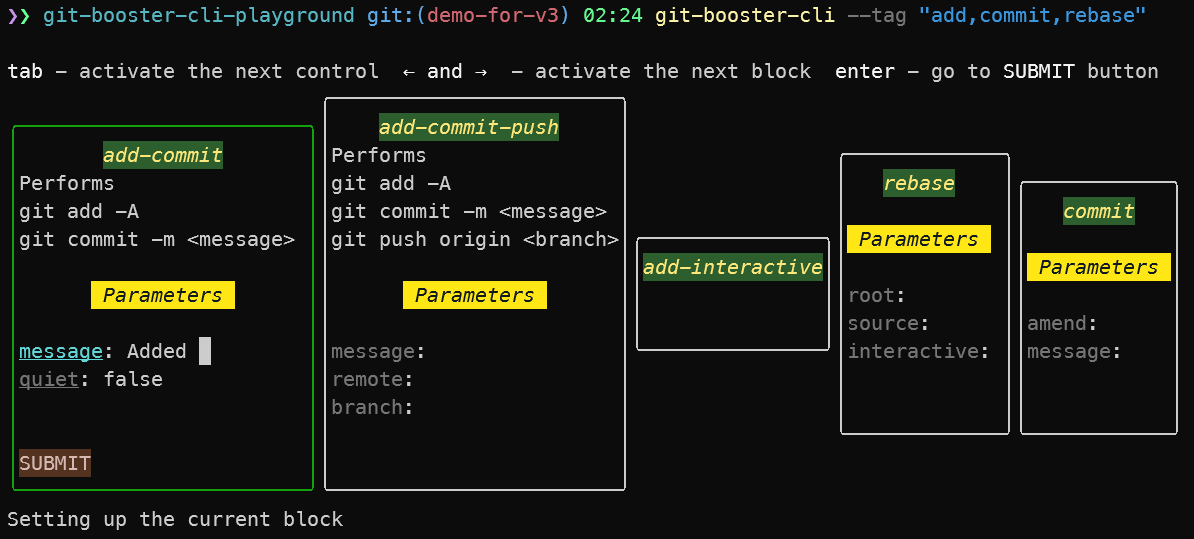 ❯❯ git-booster-cli-playground git:(demo-for-v3) 02:24 git-booster-cli --tag "add,commit,rebase"
tab - activate the next control ← and → - activate the next block enter - go to SUBMIT button
add-commit
Performs
git add -A
git commit -m <message>
Parameters
message: Added
quiet: false
SUBMIT
add-commit-push
Performs
git add -A
git commit -m <message>
git push origin <branch>
Parameters
message:
remote:
branch:
add-interactive
rebase
Parameters
root:
source:
interactive:
commit
Parameters
amend:
message:
Setting up the current block